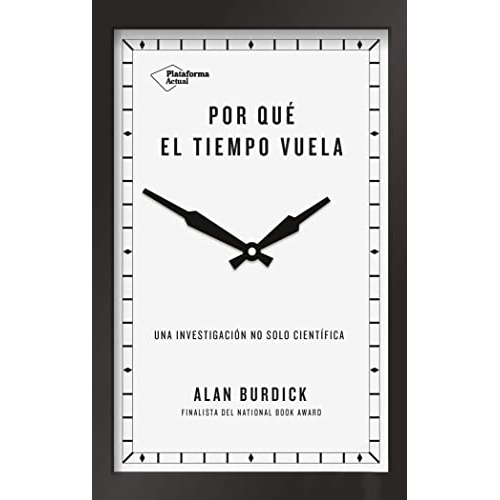 Plataforma
Actual
POR QUÉ
EL TIEMPO VUELA
UNA INVESTIGACIÓN NO SOLO CIENTÍFICA
ALAN BURDICK
FINALISTA DEL NATIONAL BOOK AWARD